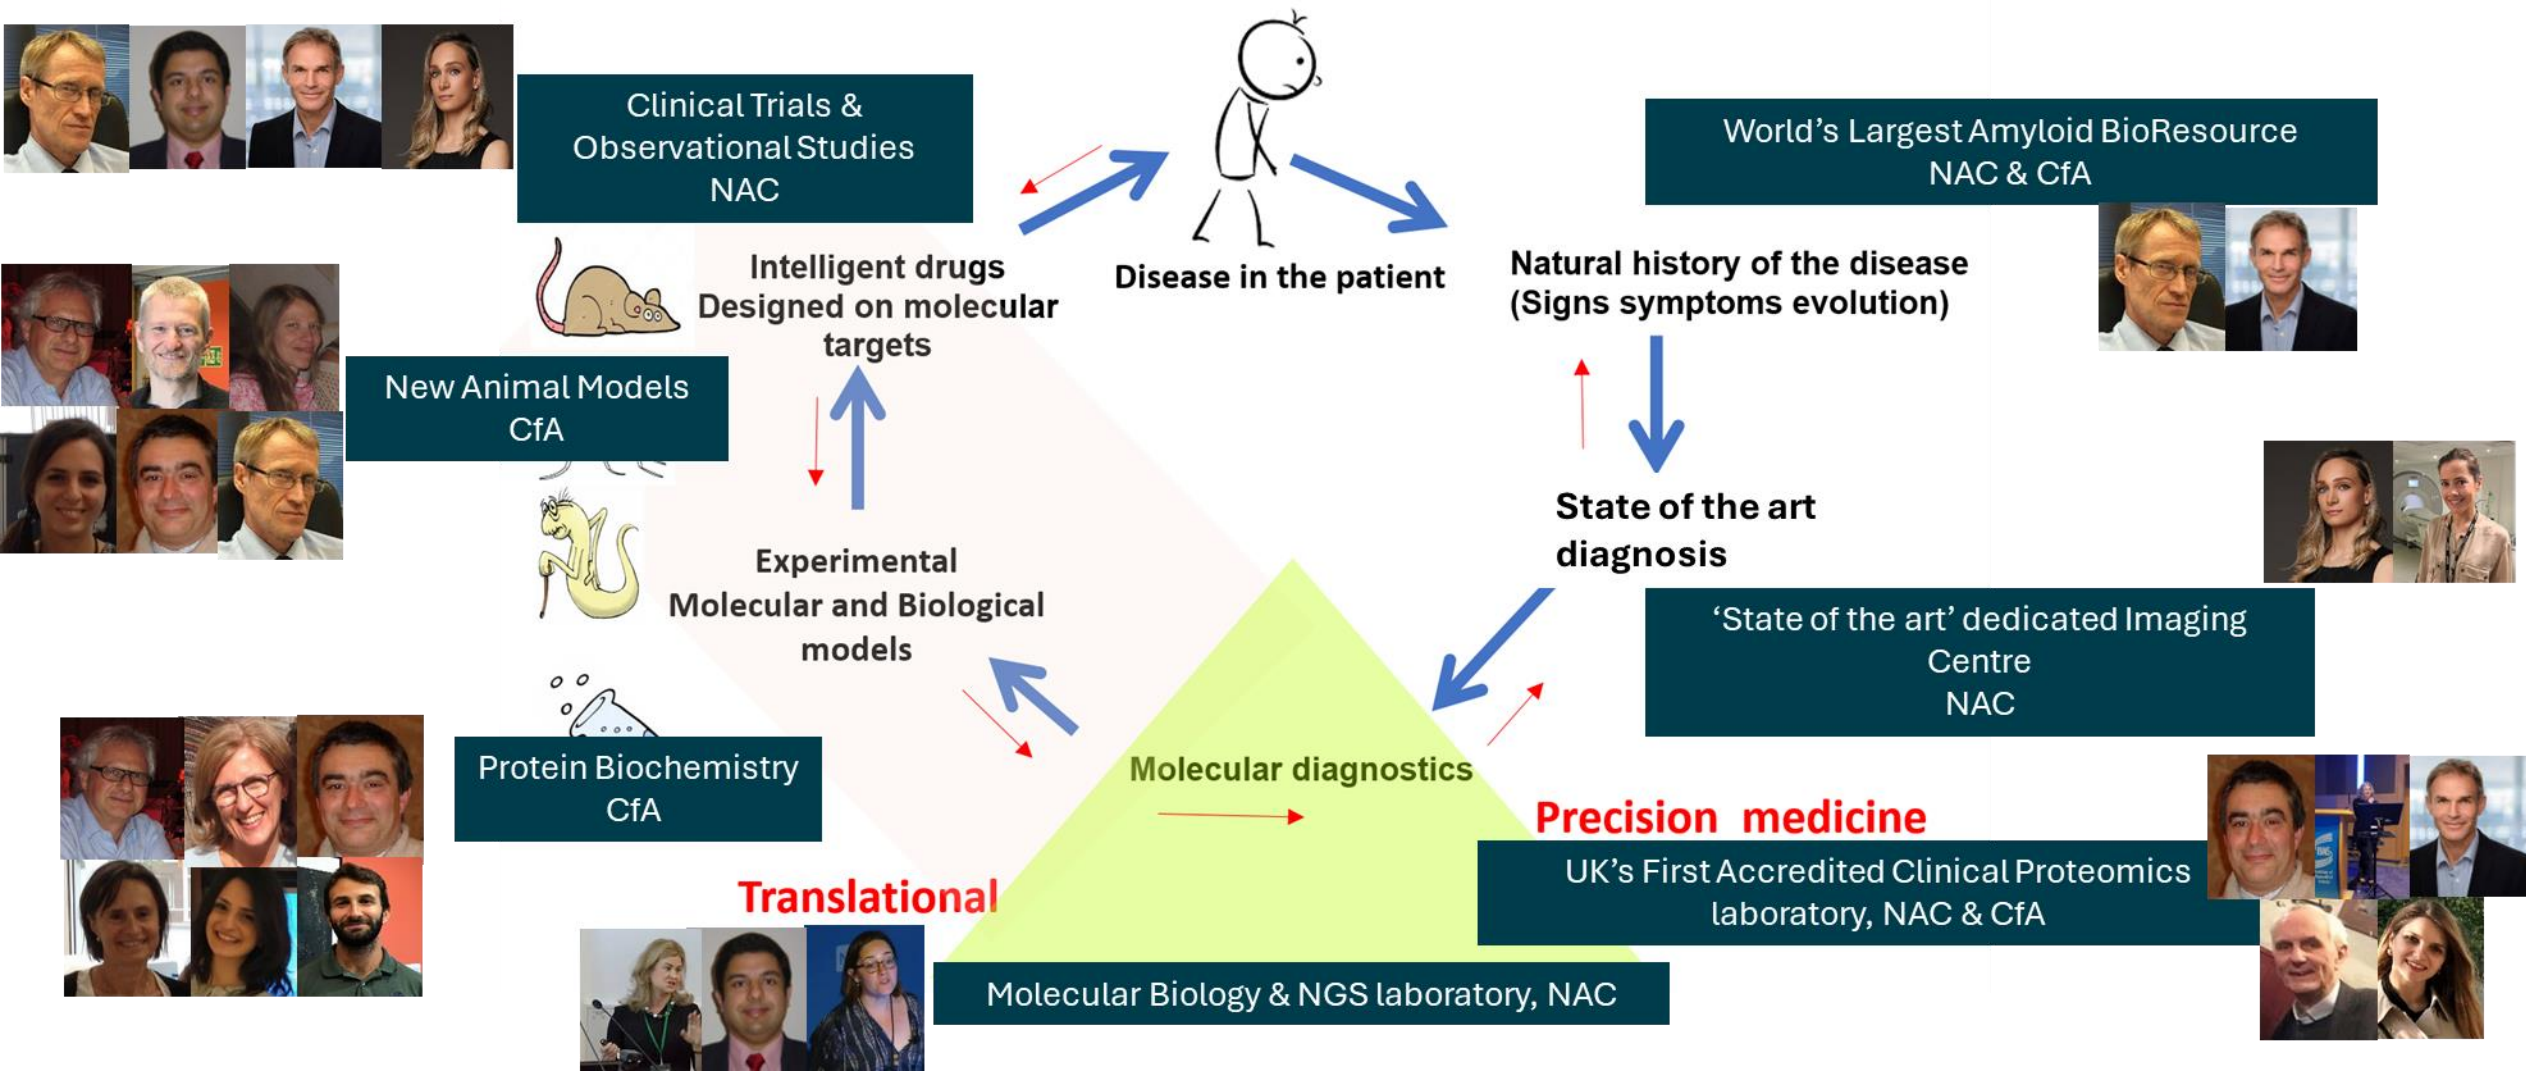 Clinical Trials &
Observational Studies
NAC
World's Largest Amyloid BioResource
NAC & CfA
Intelligent drugs
Designed on molecular
targets
Disease in the patient
Natural history of the disease
(Signs symptoms evolution)
New Animal Models
CfA
State of the art
diagnosis
Experimental
Molecular and Biological
models
‘State of the art’ dedicated Imaging
Centre
NAC
Protein Biochemistry
CfA
Molecular diagnostics
Precision medicine
UK’s First Accredited Clinical Proteomics
laboratory, NAC & CfA
Translational
Molecular Biology & NGS laboratory, NAC